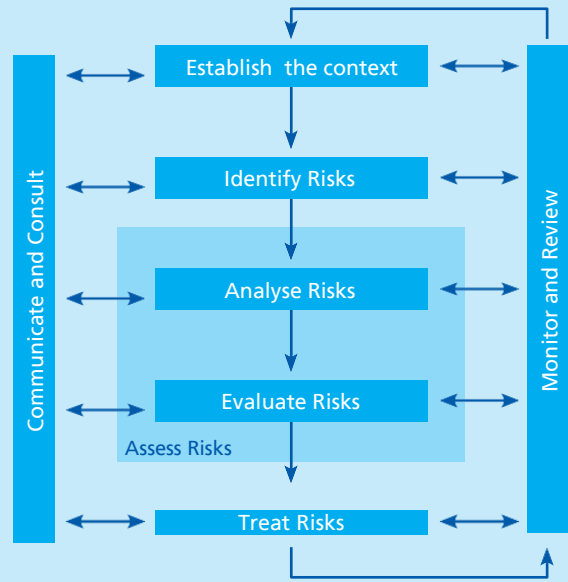 Establish the context
Communicate and Consult
Monitor and Review
Identify Risks
Analyse Risks
Evaluate Risks
Assess Risks
Treat Risks